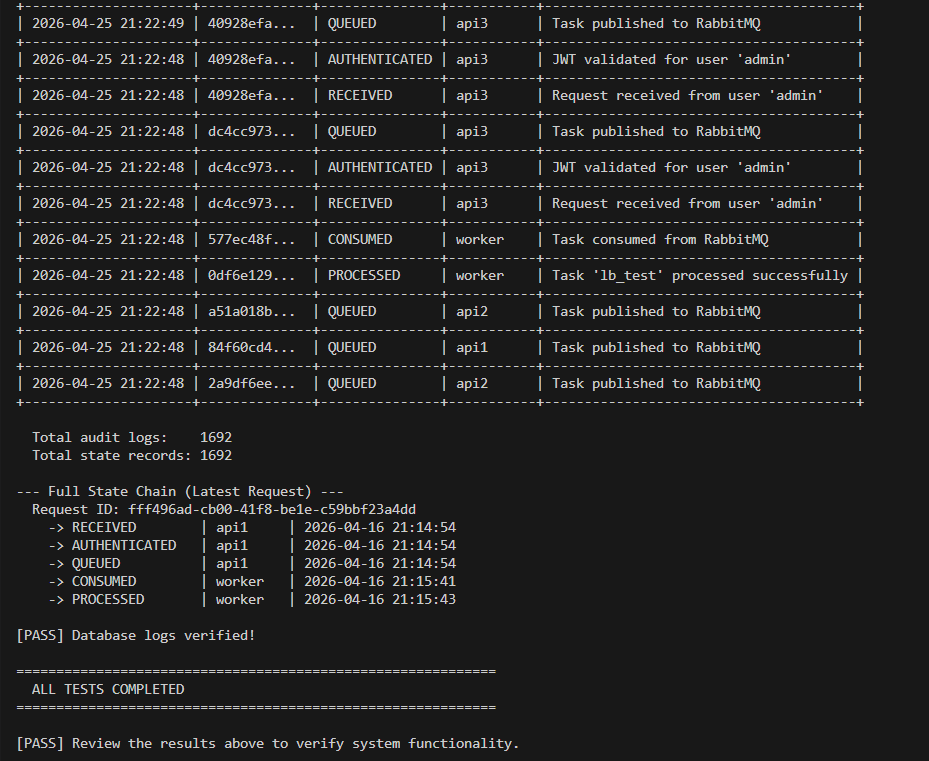 +---------------------+--------------+---------------+-----------+---------------------------------------+
| 2026-04-25 21:22:49 | 40928efa... | QUEUED | api3 | Task published to RabbitMQ |
+---------------------+--------------+---------------+-----------+---------------------------------------+
| 2026-04-25 21:22:48 | 40928efa... | AUTHENTICATED | api3 | JWT validated for user 'admin' |
+---------------------+--------------+---------------+-----------+---------------------------------------+
| 2026-04-25 21:22:48 | 40928efa... | RECEIVED | api3 | Request received from user 'admin' |
+---------------------+--------------+---------------+-----------+---------------------------------------+
| 2026-04-25 21:22:48 | dc4cc973... | QUEUED | api3 | Task published to RabbitMQ |
+---------------------+--------------+---------------+-----------+---------------------------------------+
| 2026-04-25 21:22:48 | dc4cc973... | AUTHENTICATED | api3 | JWT validated for user 'admin' |
+---------------------+--------------+---------------+-----------+---------------------------------------+
| 2026-04-25 21:22:48 | dc4cc973... | RECEIVED | api3 | Request received from user 'admin' |
+---------------------+--------------+---------------+-----------+---------------------------------------+
| 2026-04-25 21:22:48 | 577ec48f... | CONSUMED | worker | Task consumed from RabbitMQ |
+---------------------+--------------+---------------+-----------+---------------------------------------+
| 2026-04-25 21:22:48 | 0df6e129... | PROCESSED | worker | Task 'lb_test' processed successfully |
+---------------------+--------------+---------------+-----------+---------------------------------------+
| 2026-04-25 21:22:48 | a51a018b... | QUEUED | api2 | Task published to RabbitMQ |
+---------------------+--------------+---------------+-----------+---------------------------------------+
| 2026-04-25 21:22:48 | 84f60cd4... | QUEUED | api1 | Task published to RabbitMQ |
+---------------------+--------------+---------------+-----------+---------------------------------------+
| 2026-04-25 21:22:48 | 2a9df6ee... | QUEUED | api2 | Task published to RabbitMQ |
+---------------------+--------------+---------------+-----------+---------------------------------------+
Total audit logs: 1692
Total state records: 1692
--- Full State Chain (Latest Request) ---
Request ID: fff496ad-cb00-41f8-be1e-c59bbf23a4dd
-> RECEIVED | api1 | 2026-04-16 21:14:54
-> AUTHENTICATED | api1 | 2026-04-16 21:14:54
-> QUEUED | api1 | 2026-04-16 21:14:54
-> CONSUMED | worker | 2026-04-16 21:15:41
-> PROCESSED | worker | 2026-04-16 21:15:43
[PASS] Database logs verified!
============================================================
ALL TESTS COMPLETED
============================================================
[PASS] Review the results above to verify system functionality.